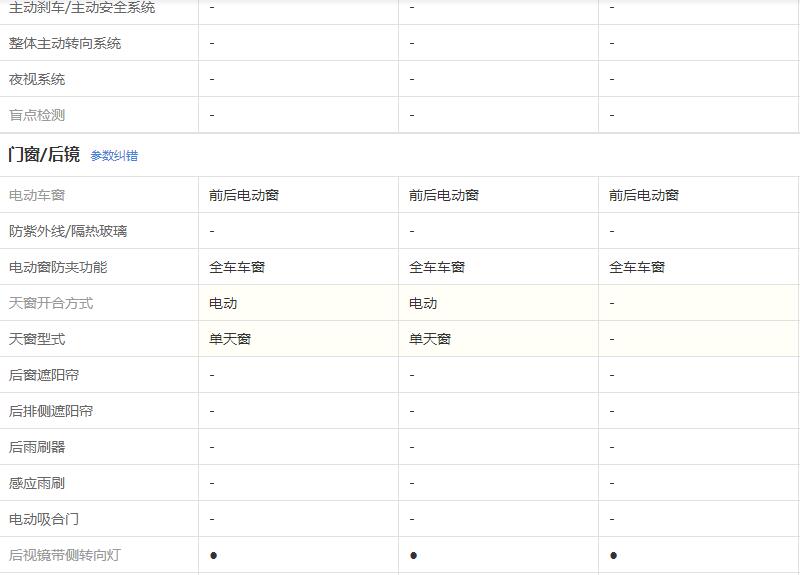 主动刹车/主动安全系统 - - -
整体主动转向系统 - - -
夜视系统 - - -
盲点检测 - - -
门窗/后镜 参数纠错
电动车窗 前后电动窗 前后电动窗 前后电动窗
防紫外线/隔热玻璃 - - -
电动窗防夹功能 全车车窗 全车车窗 全车车窗
天窗开合方式 电动 电动 -
天窗型式 单天窗 单天窗 -
后窗遮阳帘 - - -
后排侧遮阳帘 - - -
后雨刷器 - - -
感应雨刷 - - -
电动吸合门 - - -
后视镜带侧转向灯 ● ● ●